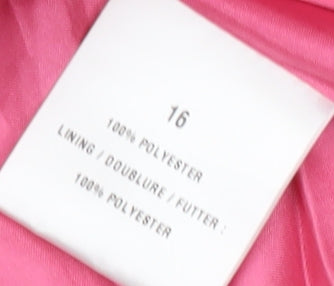 16
100% POLYESTER
LINING / DOUBLURE / FUTTER :
100% POLYESTER